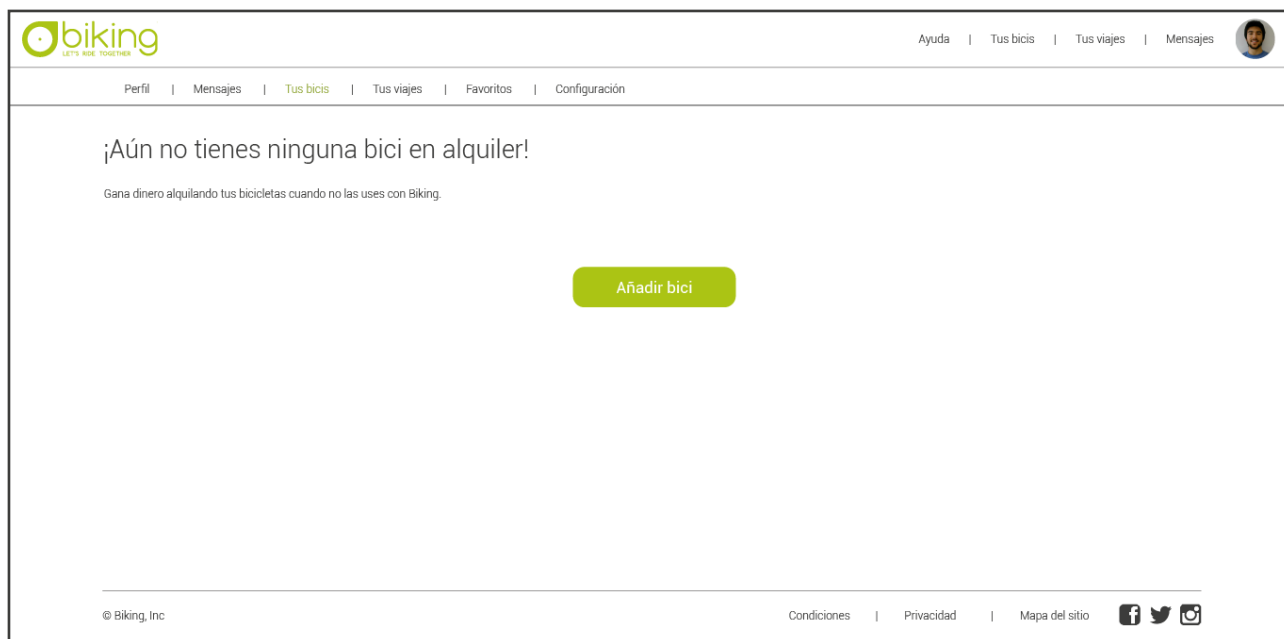 biking
LET'S RIDE TOGETHER
Ayuda | Tus bicis | Tus viajes | Mensajes
Perfil | Mensajes | Tus bicis | Tus viajes | Favoritos | Configuración
¡Aún no tienes ninguna bici en alquiler!
Gana dinero alquilando tus bicicletas cuando no las uses con Biking.
Añadir bici
© Biking, Inc
Condiciones | Privacidad | Mapa del sitio